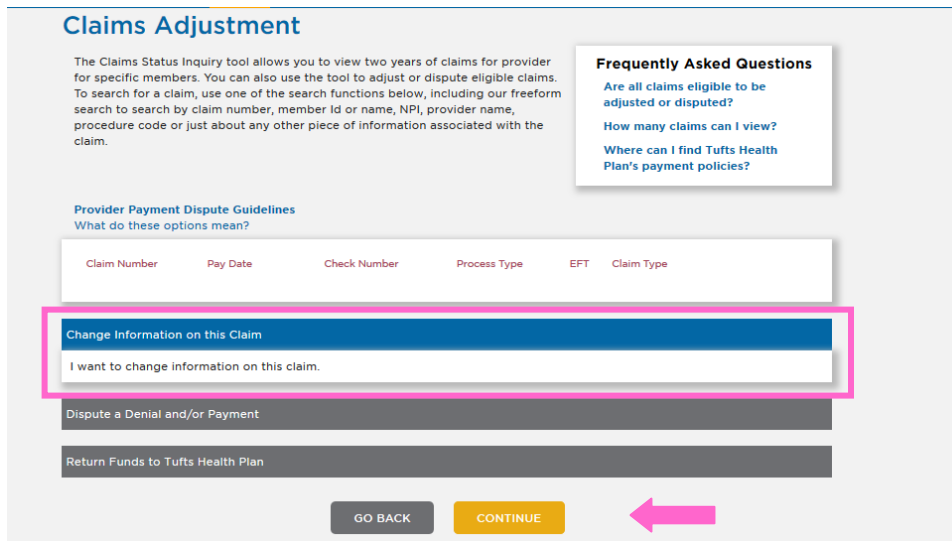 Claims Adjustment
The Claims Status Inquiry tool allows you to view two years of claims for provider
for specific members. You can also use the tool to adjust or dispute eligible claims.
To search for a claim, use one of the search functions below, including our freeform
search to search by claim number, member Id or name, NPI, provider name,
procedure code or just about any other piece of information associated with the
claim.
Frequently Asked Questions
Are all claims eligible to be
adjusted or disputed?
How many claims can I view?
Where can I find Tufts Health
Plan's payment policies?
Provider Payment Dispute Guidelines
What do these options mean?
Claim Number Pay Date Check Number Process Type EFT Claim Type
Change Information on this Claim
I want to change information on this claim.
Dispute a Denial and/or Payment
Return Funds to Tufts Health Plan
GO BACK CONTINUE